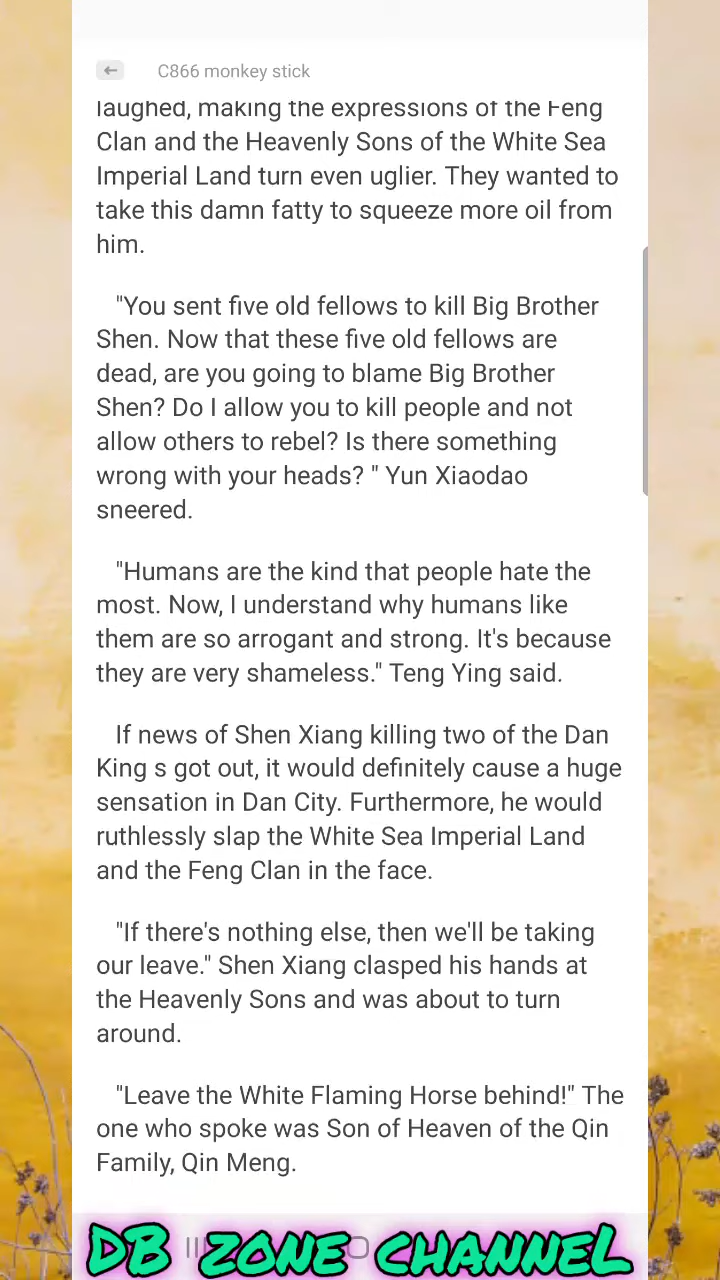 C866 monkey stick
laughed, making the expressions of the Feng
Clan and the Heavenly Sons of the White Sea
Imperial Land turn even uglier. They wanted to
take this damn fatty to squeeze more oil from
him.
"You sent five old fellows to kill Big Brother
Shen. Now that these five old fellows are
dead, are you going to blame Big Brother
Shen? Do I allow you to kill people and not
allow others to rebel? Is there something
wrong with your heads? " Yun Xiaodao
sneered.
"Humans are the kind that people hate the
most. Now, I understand why humans like
them are so arrogant and strong. It's because
they are very shameless." Teng Ying said.
If news of Shen Xiang killing two of the Dan
King s got out, it would definitely cause a huge
sensation in Dan City. Furthermore, he would
ruthlessly slap the White Sea Imperial Land
and the Feng Clan in the face.
"If there's nothing else, then we'll be taking
our leave." Shen Xiang clasped his hands at
the Heavenly Sons and was about to turn
around.
"Leave the White Flaming Horse behind!" The
one who spoke was Son of Heaven of the Qin
Family, Qin Meng.
DB ZONE CHANNEL